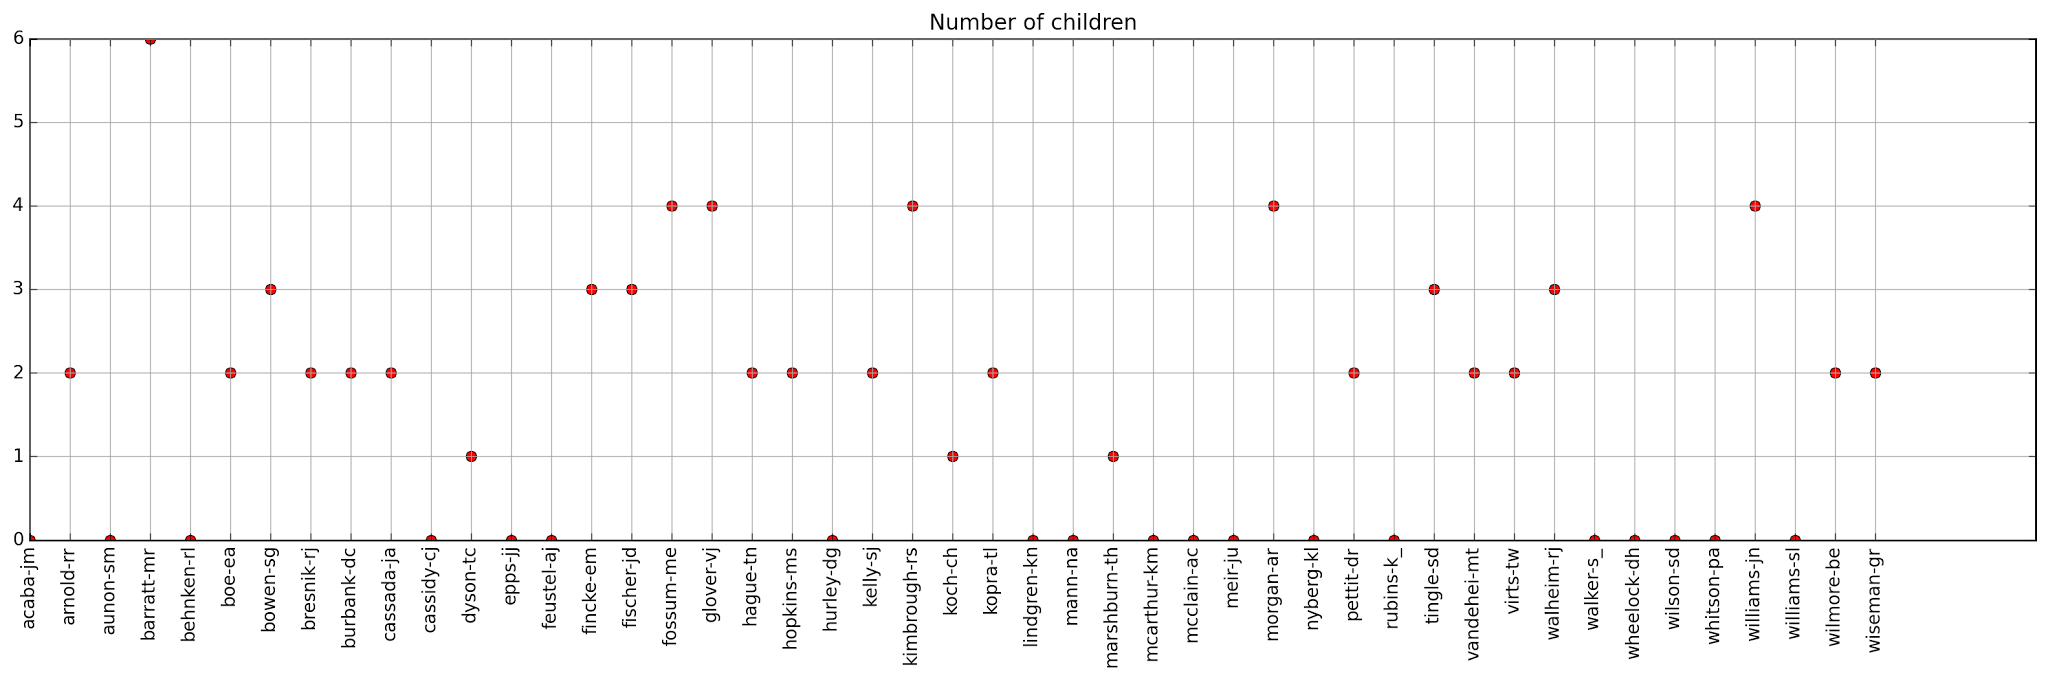 Number of children
6
5
4
3
2
1
0
acaba-jm
arnold-rr
aunon-sm
barratt-mr
behnken-rl
boe-ea
bowen-sg
bresnik-rj
burbank-dc
cassada-ja
cassidy-cj
dyson-tc
epps-jj
feustel-aj
fincke-em
fischer-jd
fossum-me
glover-vj
hague-tn
hopkins-ms
hurley-dg
kelly-sj
kimbrough-rs
koch-ch
kopra-tl
lindgren-kn
mann-na
marshburn-th
mcarthur-km
mcclain-ac
meir-ju
morgan-ar
nyberg-kl
pettit-dr
rubins-k_
tingle-sd
vandehei-mt
virts-tw
walheim-rj
walker-s_
wheelock-dh
wilson-sd
whitson-pa
williams-jn
williams-sl
wilmore-be
wiseman-gr